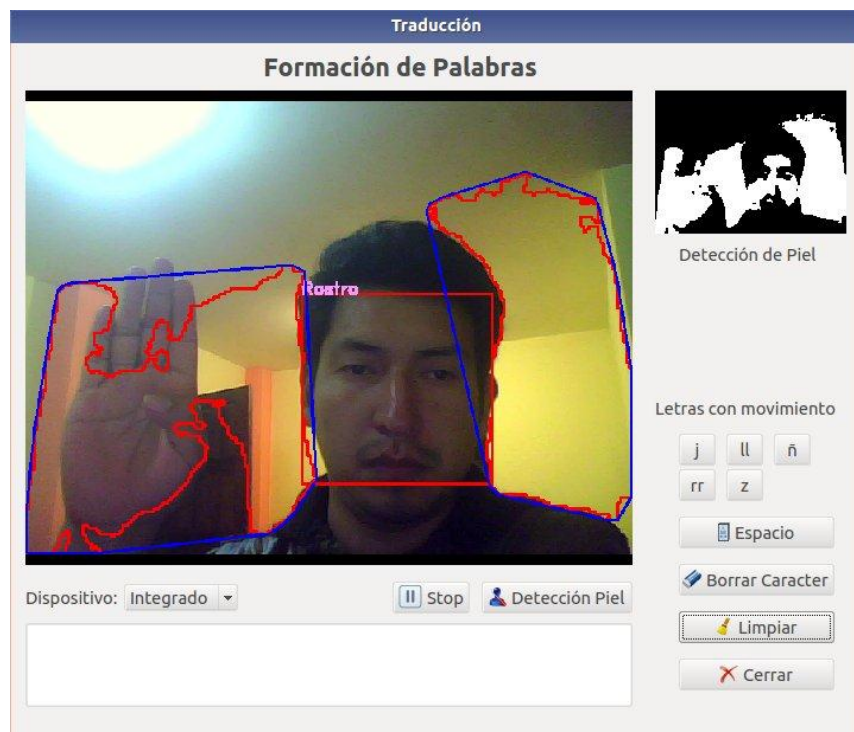 Traducción
Formación de Palabras
Rostro
Detección de Piel
Letras con movimiento
j ll ñ
rr z
Espacio
Borrar Caracter
Limpiar
Cerrar
Dispositivo: Integrado Stop Detección Piel